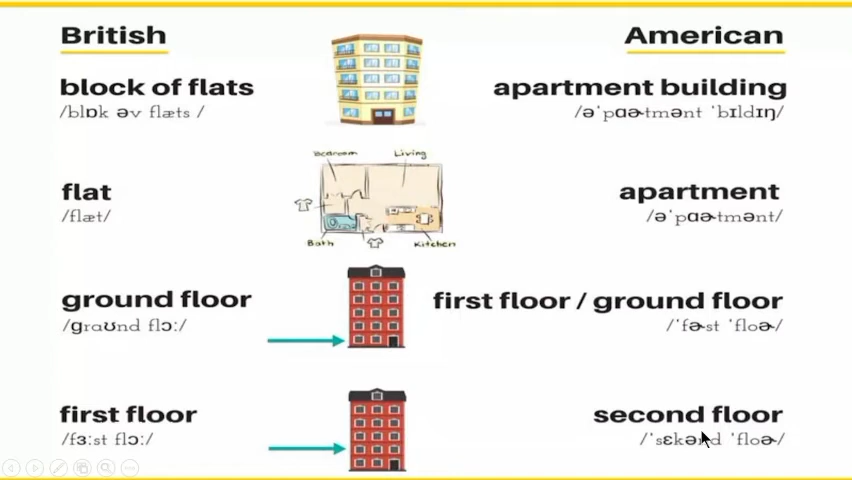 British
American
block of flats
apartment building
/blɒk əv flæts /
/əˈpɑɚtmənt ˈbɪldɪŋ/
Bedroom
Living
flat
apartment
/flæt/
/əˈpɑɚtmənt/
Bath
Kitchen
ground floor
first floor / ground floor
/ɡraʊnd flɔː/
/ˈfɚst ˈfloɚ/
first floor
second floor
/fɜːst flɔː/
/ˈsɛkənd ˈfloɚ/